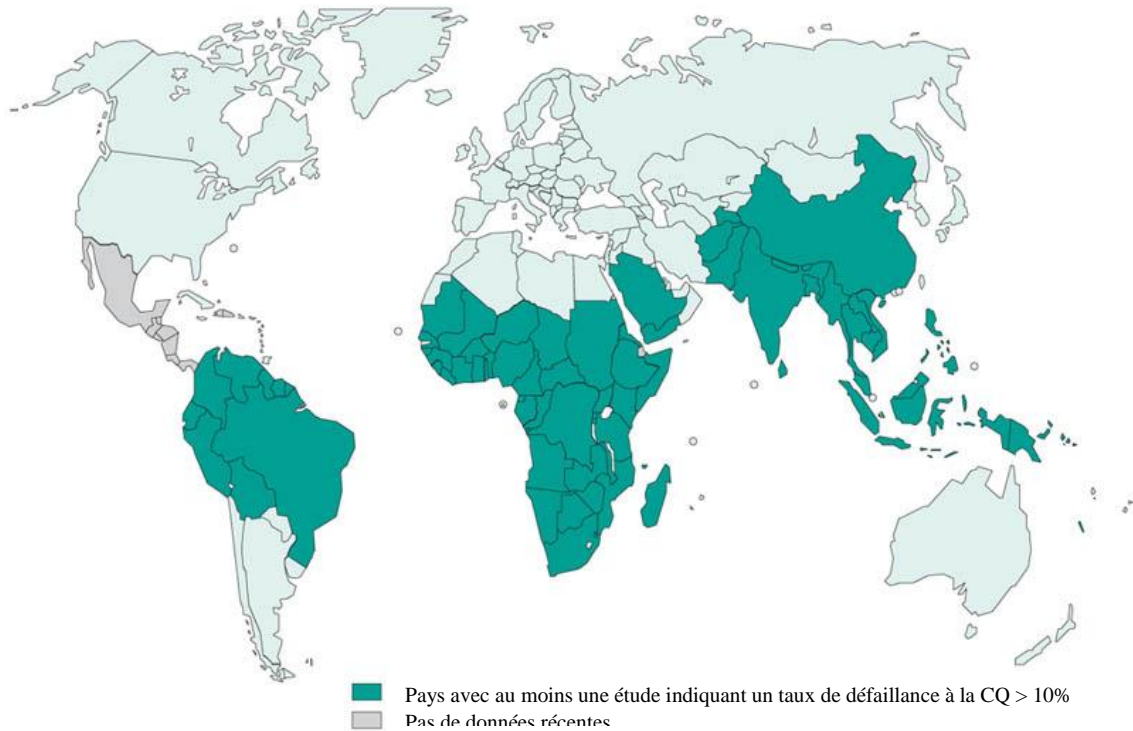 Pays avec au moins une étude indiquant un taux de défaillance à la CQ > 10%
Pas de données récentes